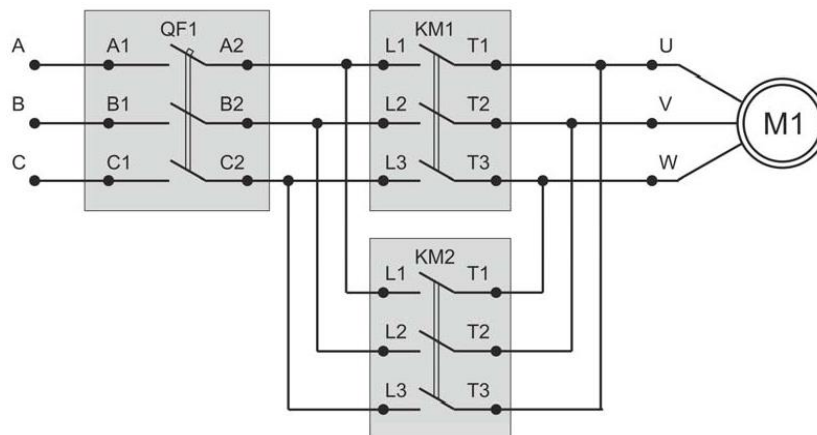 QF1 KM1
A A1 A2 L1 T1 U
B B1 B2 L2 T2 V M1
C C1 C2 L3 T3 W
KM2
L1 T1
L2 T2
L3 T3